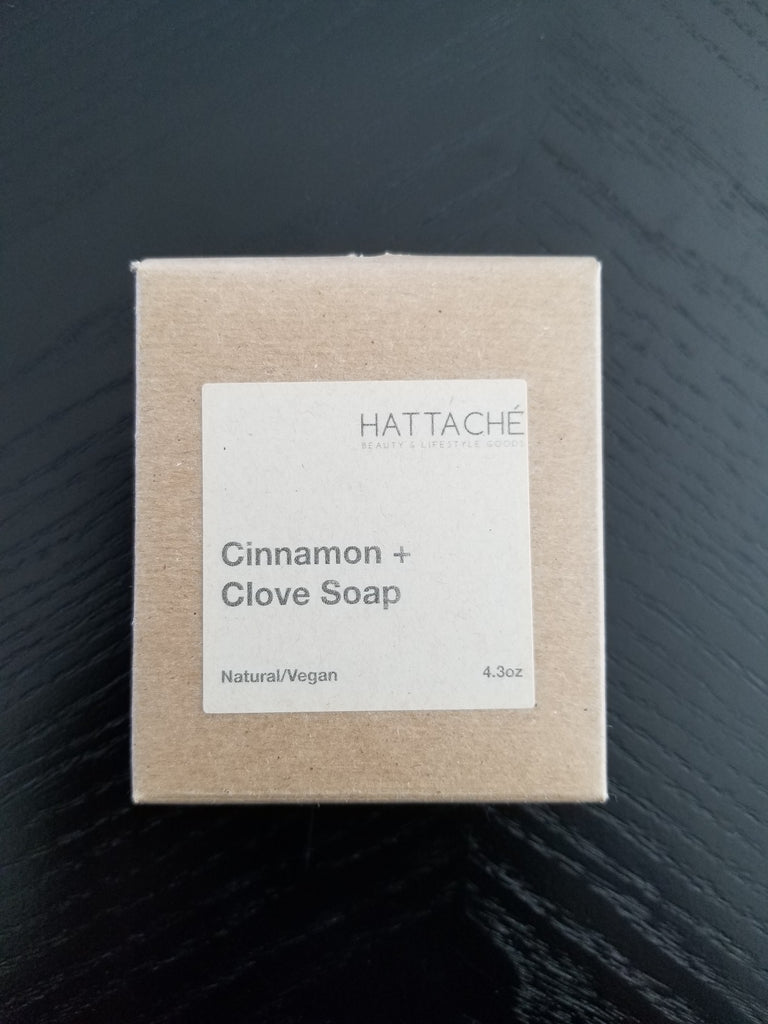 HATTACHÉ
BEAUTY & LIFESTYLE GOODS
Cinnamon +
Clove Soap
Natural/Vegan
4.3oz